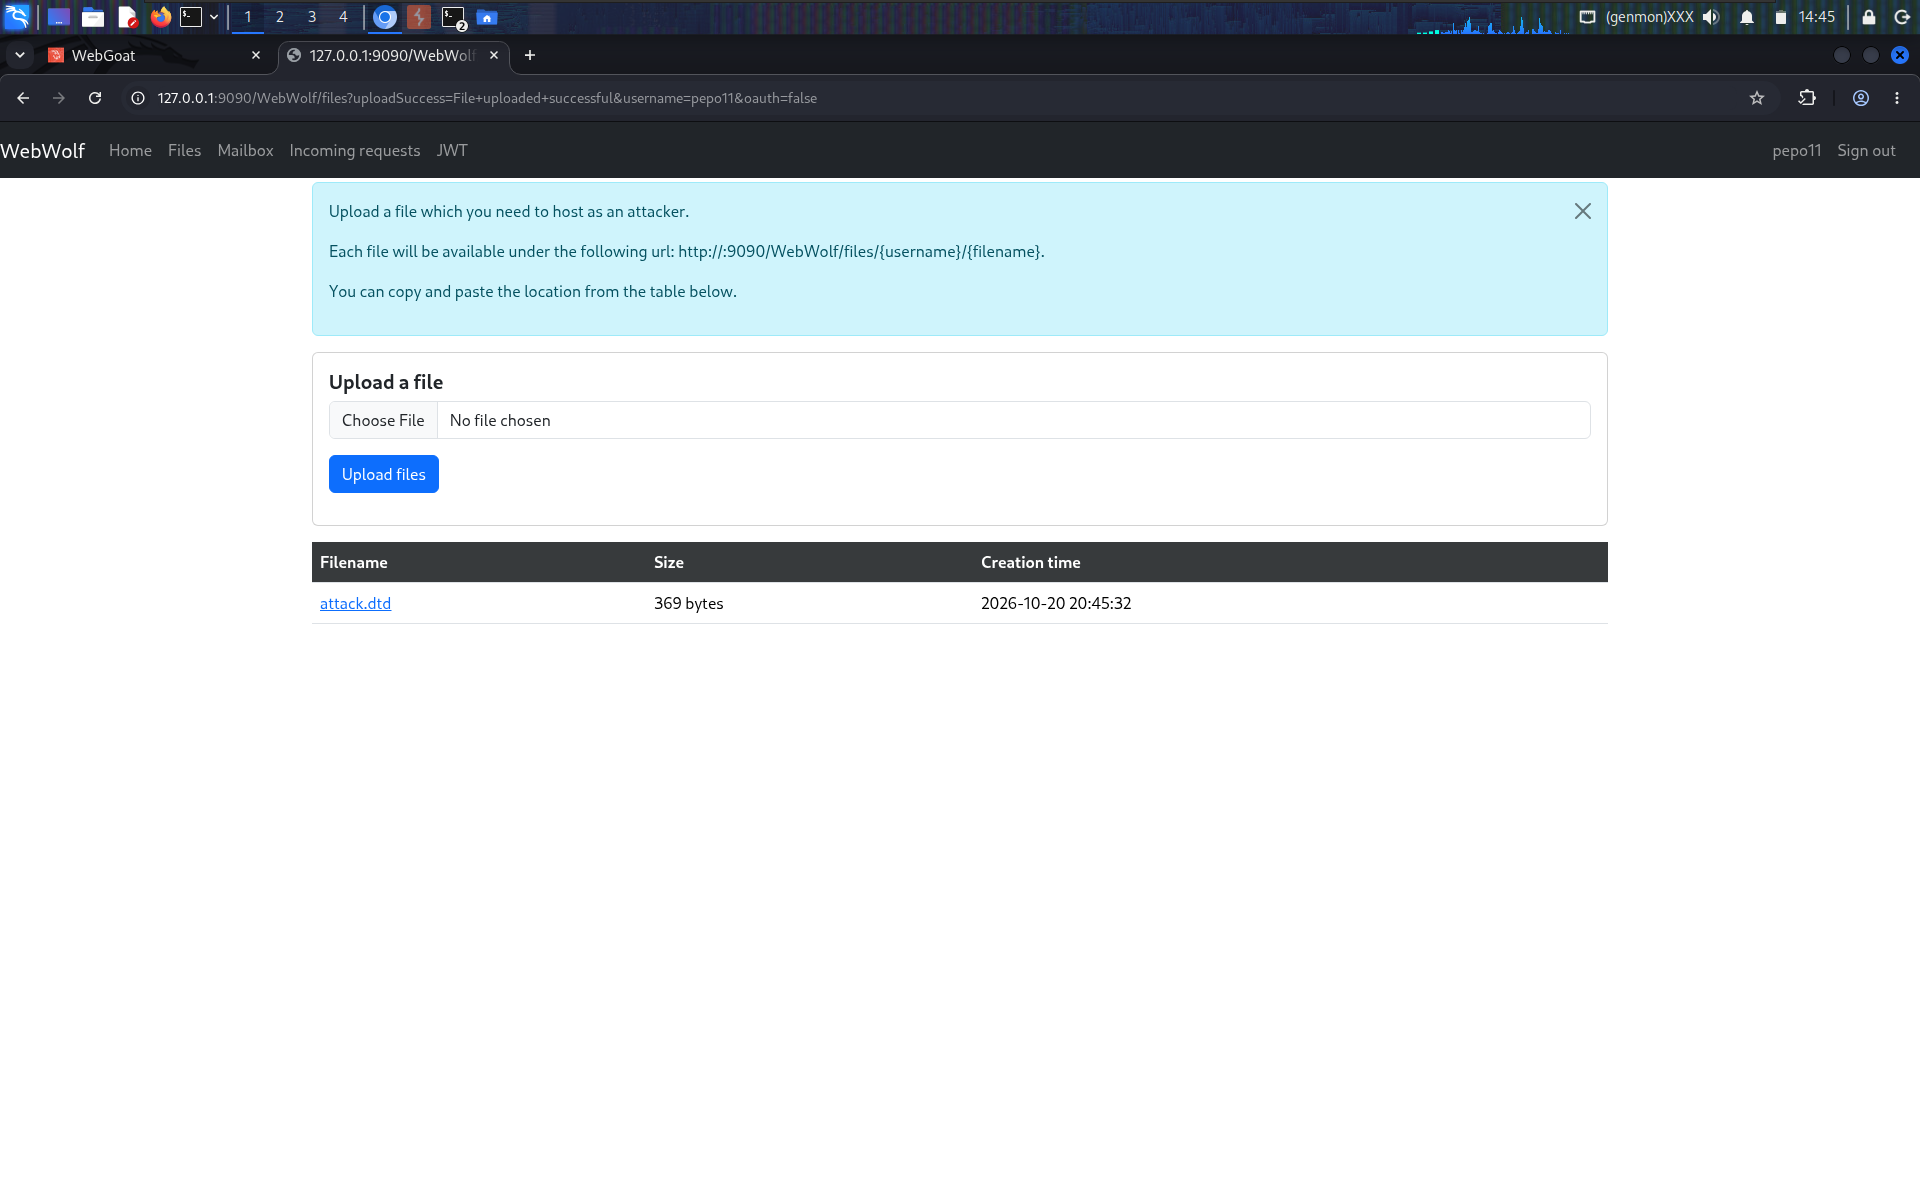 1 2 3 4 2 (genmon)XXX 14:45
WebGoat 127.0.0.1:9090/WebWolf
127.0.0.1:9090/WebWolf/files?uploadSuccess=File+uploaded+successful&username=pepo11&oauth=false
WebWolf Home Files Mailbox Incoming requests JWT pepo11 Sign out
Upload a file which you need to host as an attacker.
Each file will be available under the following url: http://:9090/WebWolf/files/{username}/{filename}.
You can copy and paste the location from the table below.
Upload a file
Choose File No file chosen
Upload files
Filename Size Creation time
attack.dtd 369 bytes 2026-10-20 20:45:32